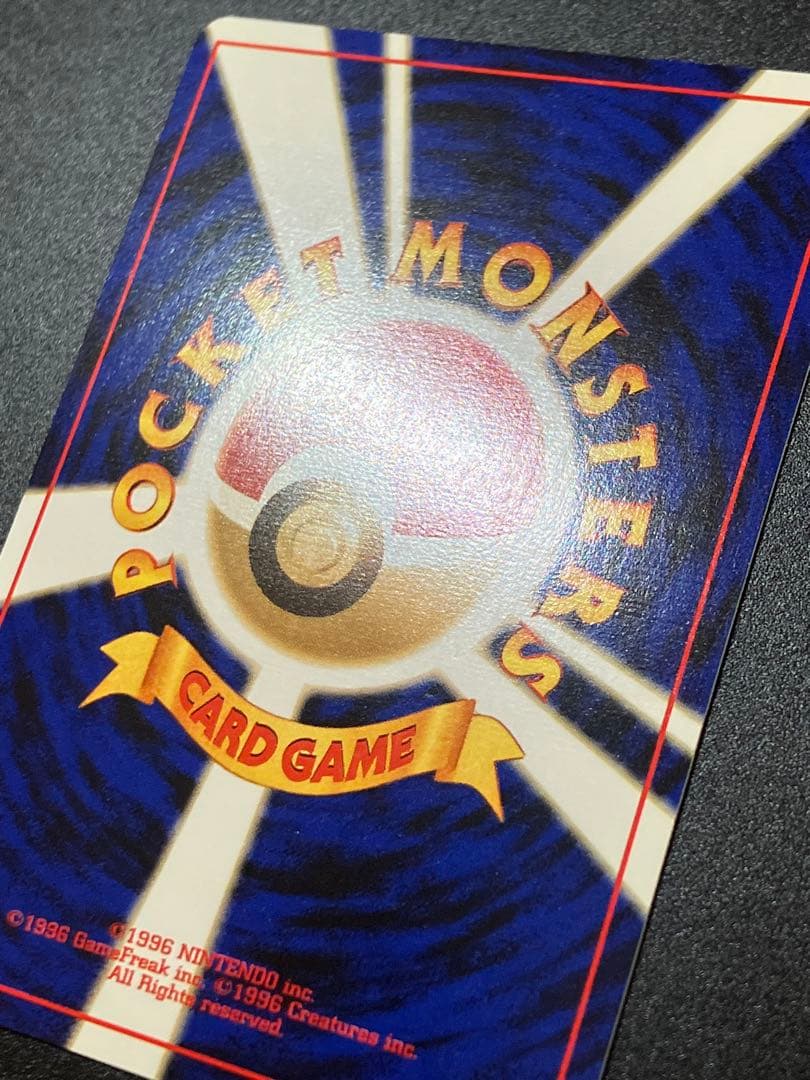 POCKET MONSTERS
CARD GAME
©1996 NINTENDO inc.
©1996 GameFreak inc. ©1996 Creatures inc.
All Rights reserved.